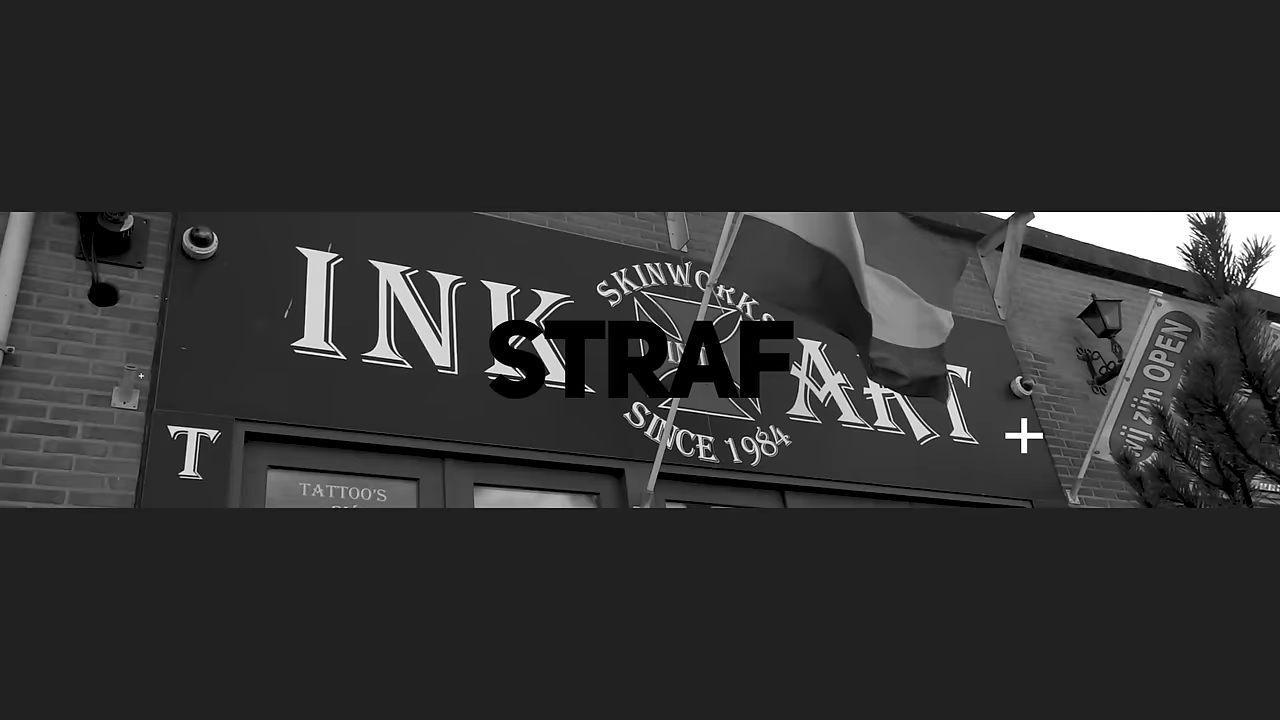 INK ART
SKINWORKS
SINCE 1984
STRAF
wij zijn OPEN
T
TATTOO'S